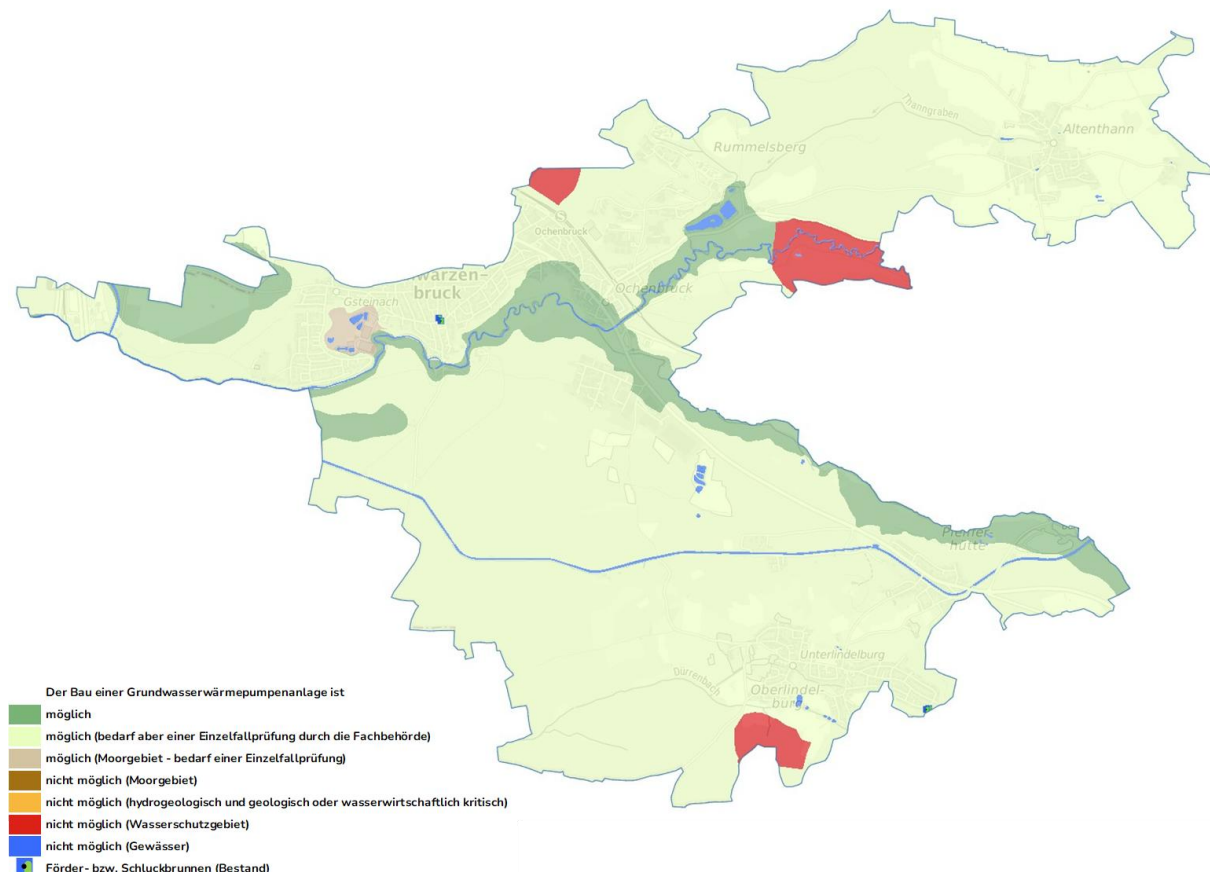 Thanngraben
Altenthann
Rummelsberg
Ochenbruck
warzen-
bruck
Gsteinach
Ochenbruck
Pfeiffer-
hütte
Unterlindelburg
Dürrenbach
Oberlindel-
burg
Der Bau einer Grundwasserwärmepumpenanlage ist
möglich
möglich (bedarf aber einer Einzelfallprüfung durch die Fachbehörde)
möglich (Moorgebiet - bedarf einer Einzelfallprüfung)
nicht möglich (Moorgebiet)
nicht möglich (hydrogeologisch und geologisch oder wasserwirtschaftlich kritisch)
nicht möglich (Wasserschutzgebiet)
nicht möglich (Gewässer)
Förder- bzw. Schluckbrunnen (Bestand)